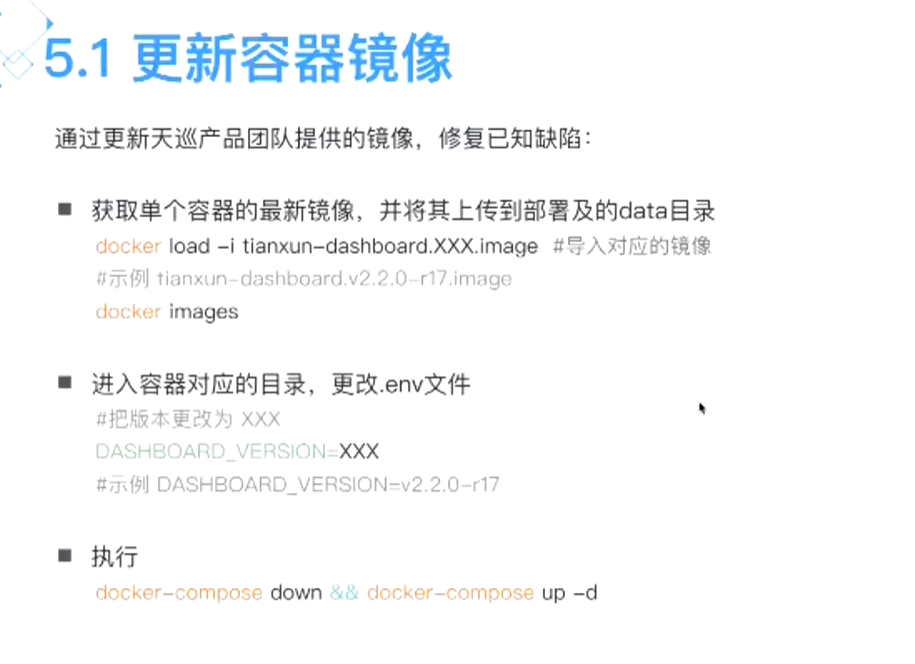 5.1 更新容器镜像
通过更新天巡产品团队提供的镜像，修复已知缺陷：
■ 获取单个容器的最新镜像，并将其上传到部署及的data目录
docker load -i tianxun-dashboard.XXX.image #导入对应的镜像
#示例 tianxun-dashboard.v2.2.0-r17.image
docker images
■ 进入容器对应的目录，更改.env文件
#把版本更改为 XXX
DASHBOARD_VERSION=XXX
#示例 DASHBOARD_VERSION=v2.2.0-r17
■ 执行
docker-compose down && docker-compose up -d